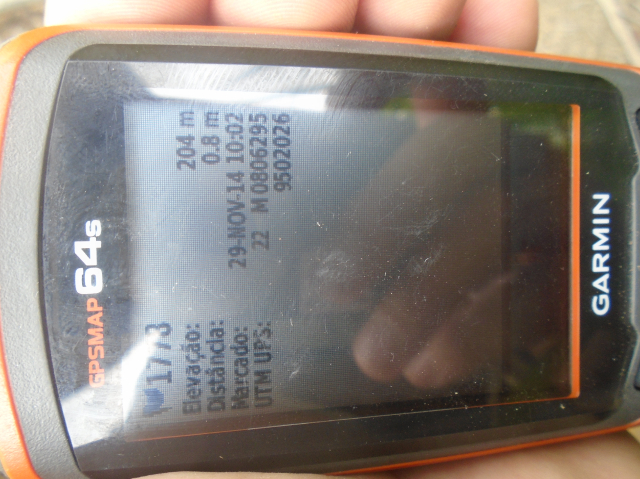 GPSMAP 64s
1773
Elevação: 204 m
Distância: 0.8 m
Marcado: 29-NOV-14 10:02
UTM UPS: 22 M 0806295
9502026
GARMIN